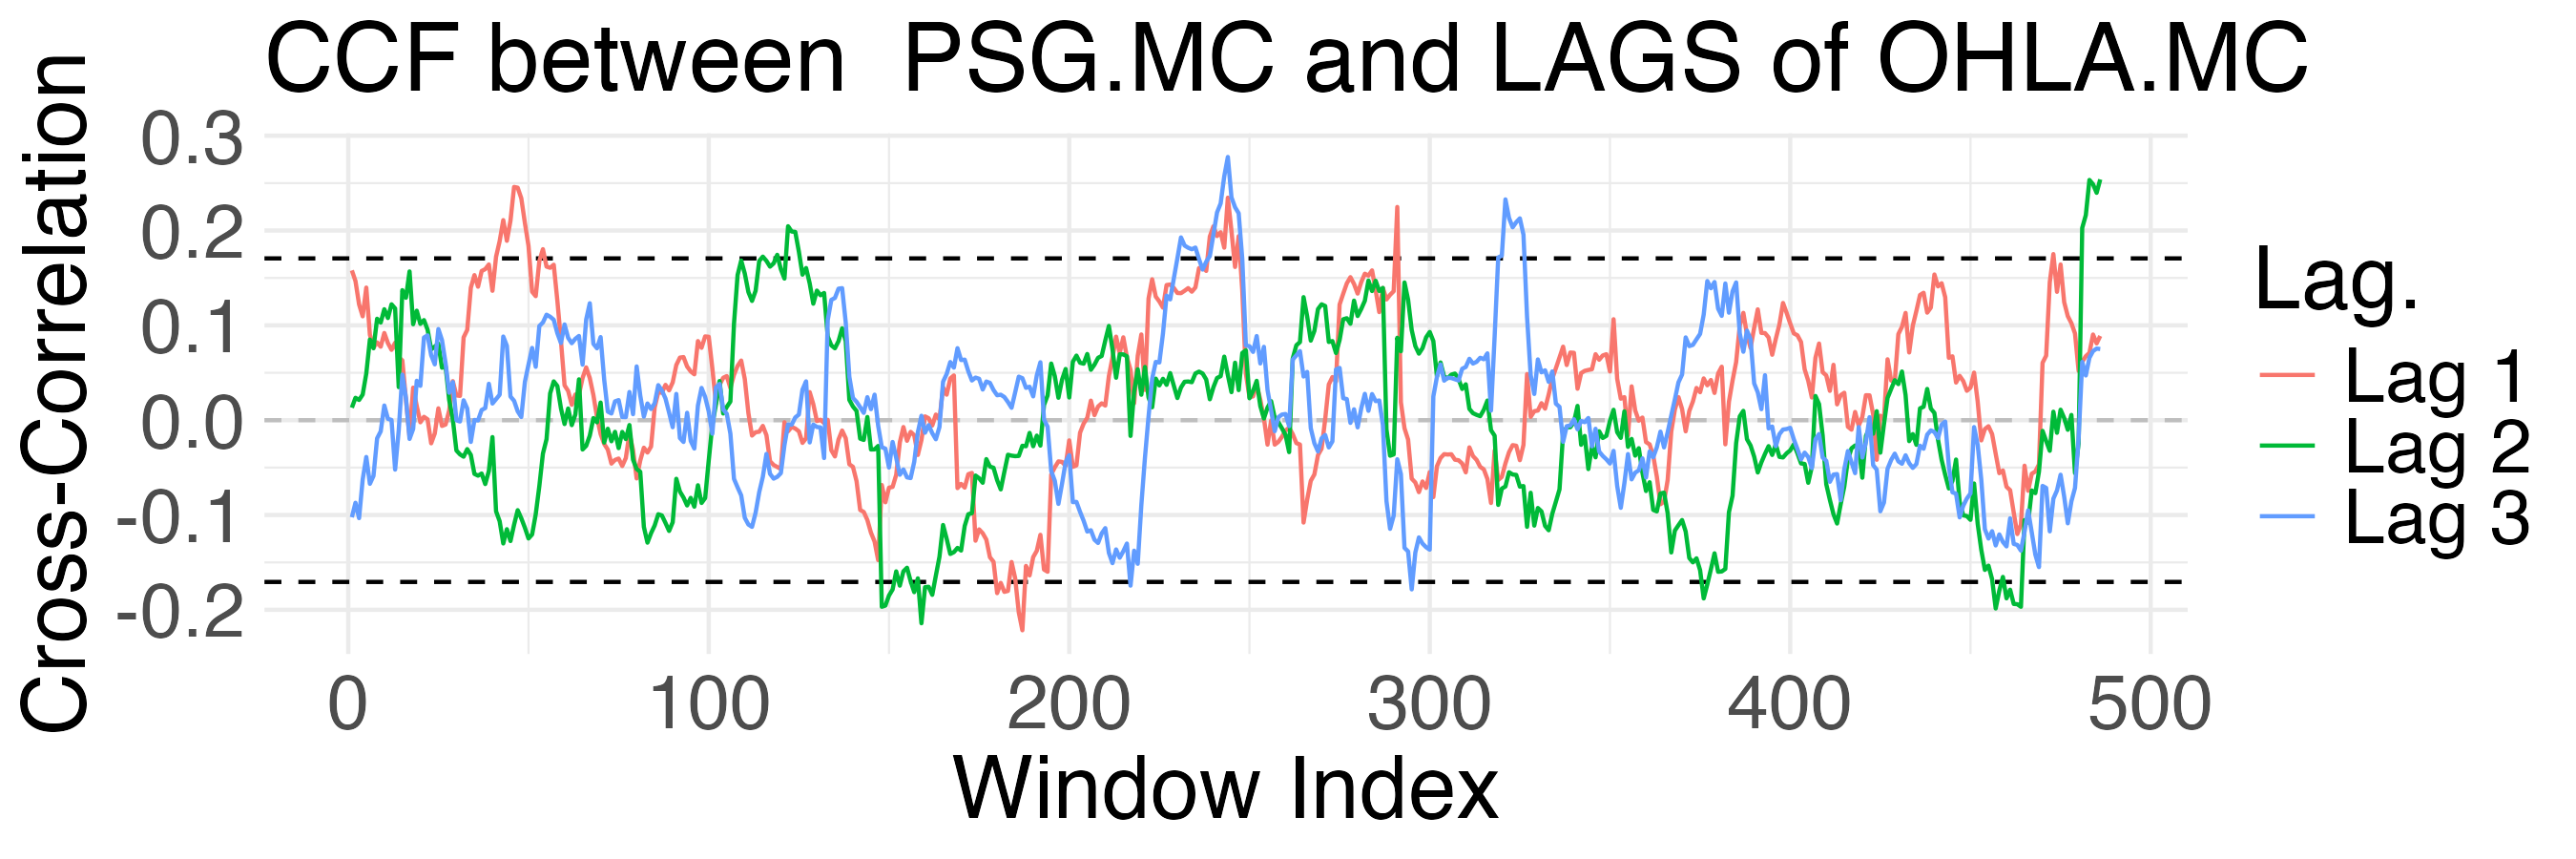 CCF between  PSG.MC and LAGS of OHLA.MC
Cross-Correlation
0.3
0.2
0.1
0.0
-0.1
-0.2
0 100 200 300 400 500
Window Index
Lag.
Lag 1
Lag 2
Lag 3